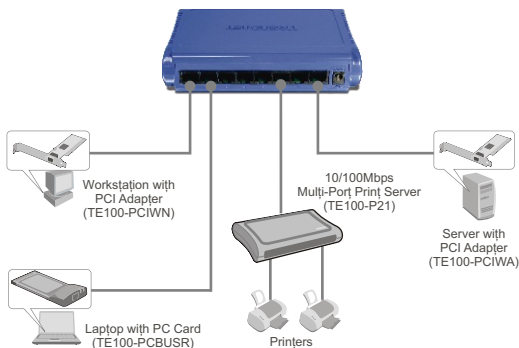 TRENDNET
Workstation with
PCI Adapter
(TE100-PCIWN)
10/100Mbps
Multi-Port Print Server
(TE100-P21)
Server with
PCI Adapter
(TE100-PCIWA)
Laptop with PC Card
(TE100-PCBUSR)
Printers